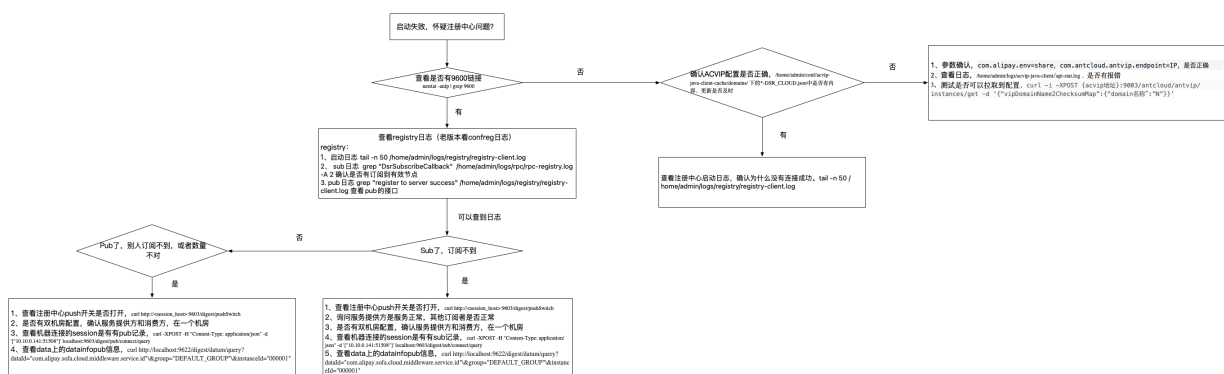 启动失败，怀疑注册中心问题？
查看是否有9600链接
netstat -anlp | grep 9600
否
确认ACVIP配置是否正确，/home/admin/conf/acvip-
java-client-cache/domains/ 下的*-DSR_CLOUD.json中是否有内
容、更新是否及时
否
1、参数确认，com.alipay.env=share，com.antcloud.antvip.endpoint=IP，是否正确
2、查看日志，/home/admin/logs/acvip-java-client/api-stat.log ，是否有报错
3、测试是否可以拉取到配置，curl -i -XPOST {acvip地址}:9003/antcloud/antvip/
instances/get -d '{"vipDomainName2ChecksumMap":{"domain名称":"N"}}'
有
有
查看registry日志（老版本看confreg日志）
registry：
1、启动日志 tail -n 50 /home/admin/logs/registry/registry-client.log
2、 sub日志 grep "DsrSubscribeCallback" /home/admin/logs/rpc/rpc-registry.log
-A 2 确认是否有订阅到有效节点
3. pub日志 grep "register to server success" /home/admin/logs/registry/registry-
client.log 查看pub的接口
查看注册中心启动日志，确认为什么没有连接成功。tail -n 50 /
home/admin/logs/registry/registry-client.log
可以查到日志
Sub了，订阅不到
否
Pub了，别人订阅不到，或者数量
不对
是
是
1、查看注册中心push开关是否打开，curl http://<session_host>:9603/digest/pushSwitch
2、是否有双机房配置，确认服务提供方和消费方，在一个机房
3、查看机器连接的session是有有pub记录，curl -XPOST -H "Content-Type: application/json" -d
'["10.10.0.141:51508"]' localhost:9603/digest/pub/connect/query
4、查看data上的datainfopub信息，curl http://localhost:9622/digest/datum/query?
dataId="com.alipay.sofa.cloud.middleware.service.id"\&group="DEFAULT_GROUP"\&instanceId="000001"
1、查看注册中心push开关是否打开，curl http://<session_host>:9603/digest/pushSwitch
2、询问服务提供方是服务正常，其他订阅者是否正常
3、是否有双机房配置，确认服务提供方和消费方，在一个机房
4、查看机器连接的session是有有sub记录，curl -XPOST -H "Content-Type: application/
json" -d '["10.10.0.141:51508"]' localhost:9603/digest/sub/connect/query
5、查看data上的datainfopub信息，curl http://localhost:9622/digest/datum/query?
dataId="com.alipay.sofa.cloud.middleware.service.id"\&group="DEFAULT_GROUP"\&instanc
eId="000001"